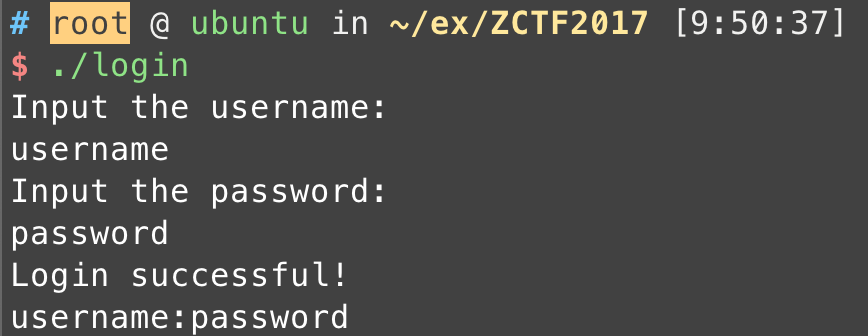 # root @ ubuntu in ~/ex/ZCTF2017 [9:50:37]
$ ./login
Input the username:
username
Input the password:
password
Login successful!
username:password